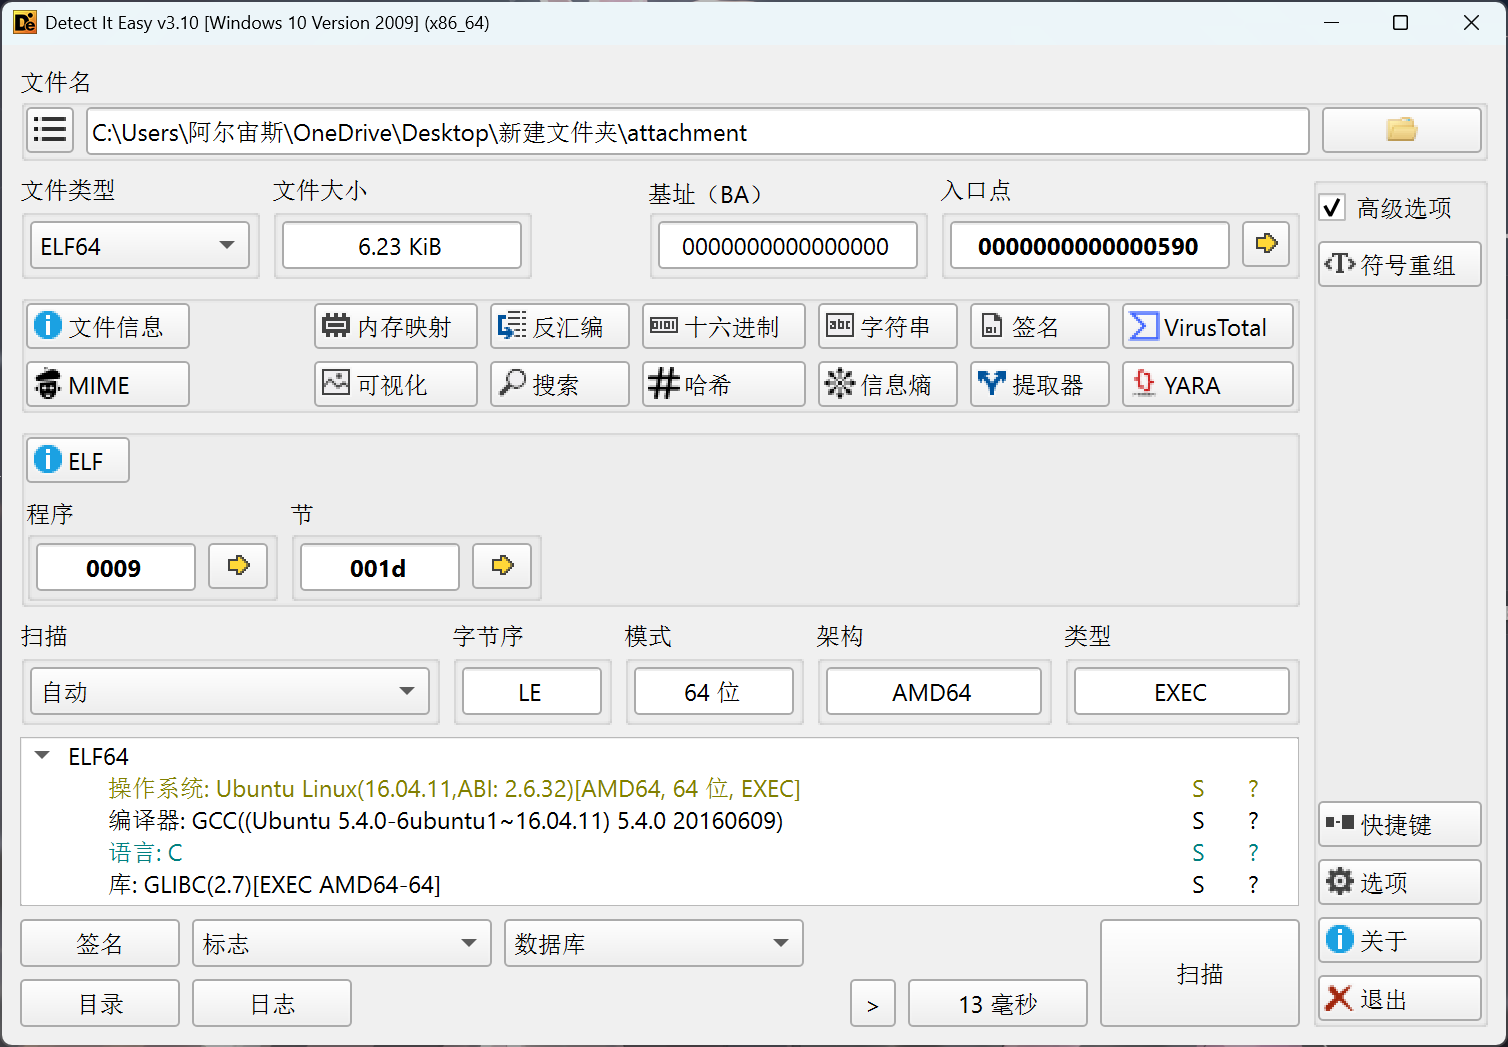 Detect It Easy v3.10 [Windows 10 Version 2009] (x86_64)
文件名
C:\Users\阿尔宙斯\OneDrive\Desktop\新建文件夹\attachment
文件类型 文件大小 基址（BA） 入口点
高级选项
ELF64 6.23 KiB 0000000000000000 0000000000000590
符号重组
文件信息 内存映射 反汇编 十六进制 字符串 签名 VirusTotal
MIME 可视化 搜索 哈希 信息熵 提取器 YARA
ELF
程序 节
0009 001d
扫描 字节序 模式 架构 类型
自动 LE 64 位 AMD64 EXEC
ELF64
操作系统: Ubuntu Linux(16.04.11,ABI: 2.6.32)[AMD64, 64 位, EXEC] S ?
编译器: GCC((Ubuntu 5.4.0-6ubuntu1~16.04.11) 5.4.0 20160609) S ?
语言: C S ?
库: GLIBC(2.7)[EXEC AMD64-64] S ?
快捷键
选项
关于
退出
签名 标志 数据库
扫描
目录 日志 > 13 毫秒